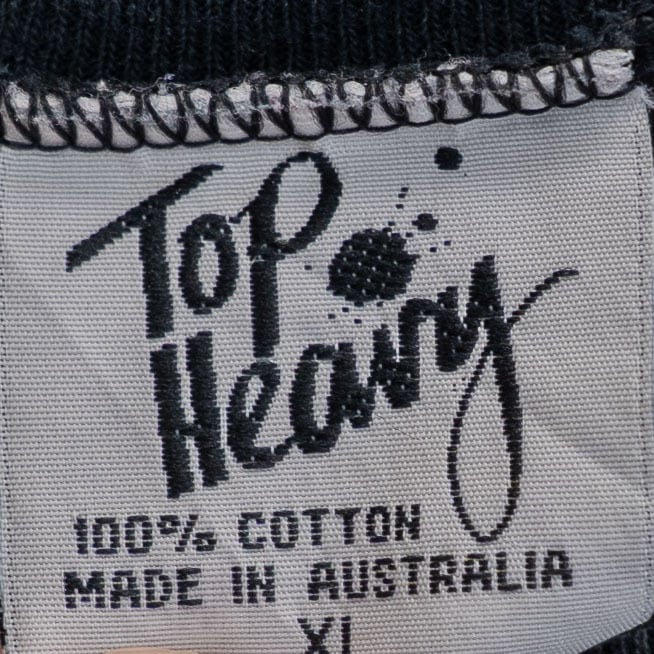 Top
Heavy
100% COTTON
MADE IN AUSTRALIA
XL